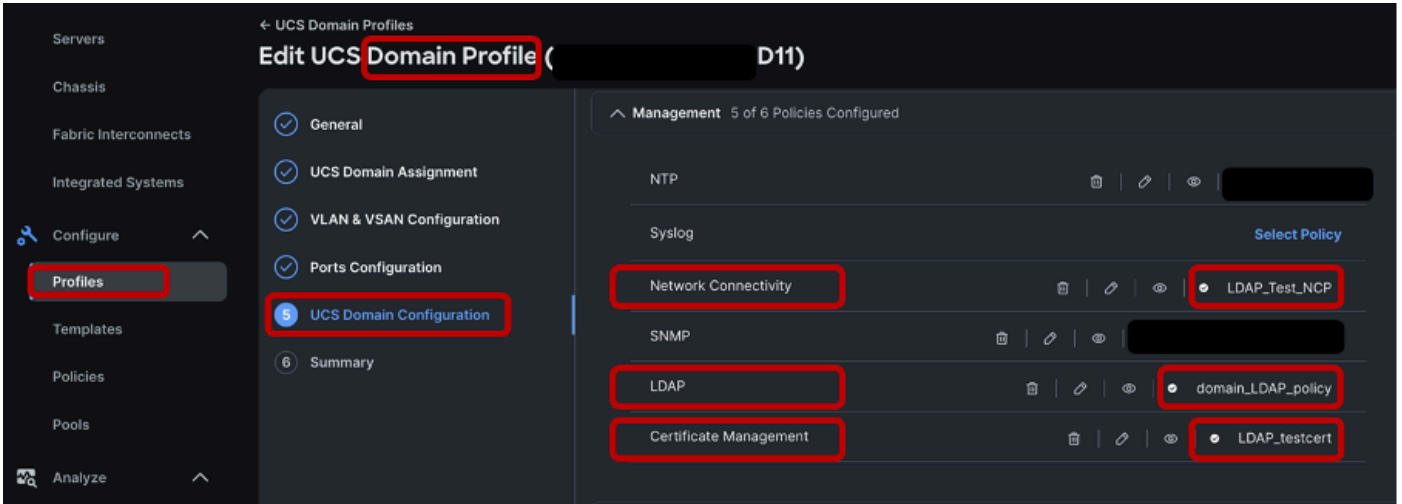 Servers
Chassis
Fabric Interconnects
Integrated Systems
Configure
Profiles
Templates
Policies
Pools
Analyze
← UCS Domain Profiles
Edit UCS Domain Profile ( D11)
General
UCS Domain Assignment
VLAN & VSAN Configuration
Ports Configuration
5 UCS Domain Configuration
6 Summary
Management 5 of 6 Policies Configured
NTP
Syslog Select Policy
Network Connectivity LDAP_Test_NCP
SNMP
LDAP domain_LDAP_policy
Certificate Management LDAP_testcert